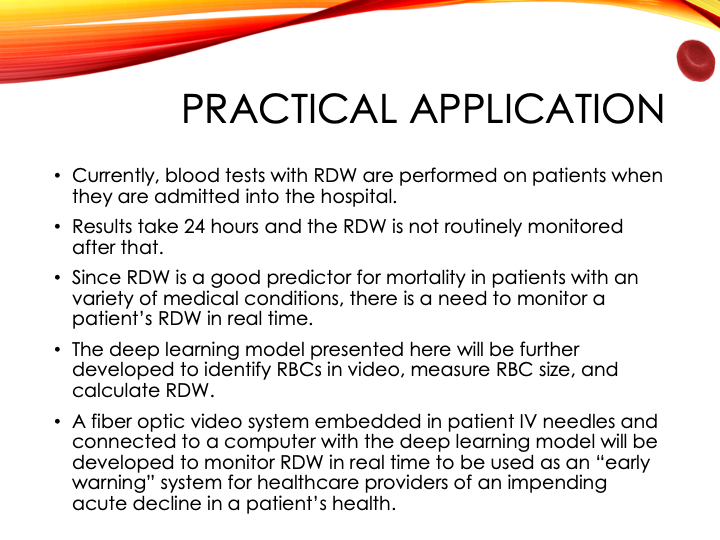 PRACTICAL APPLICATION
• Currently, blood tests with RDW are performed on patients when
they are admitted into the hospital.
• Results take 24 hours and the RDW is not routinely monitored
after that.
• Since RDW is a good predictor for mortality in patients with an
variety of medical conditions, there is a need to monitor a
patient’s RDW in real time.
• The deep learning model presented here will be further
developed to identify RBCs in video, measure RBC size, and
calculate RDW.
• A fiber optic video system embedded in patient IV needles and
connected to a computer with the deep learning model will be
developed to monitor RDW in real time to be used as an “early
warning” system for healthcare providers of an impending
acute decline in a patient’s health.